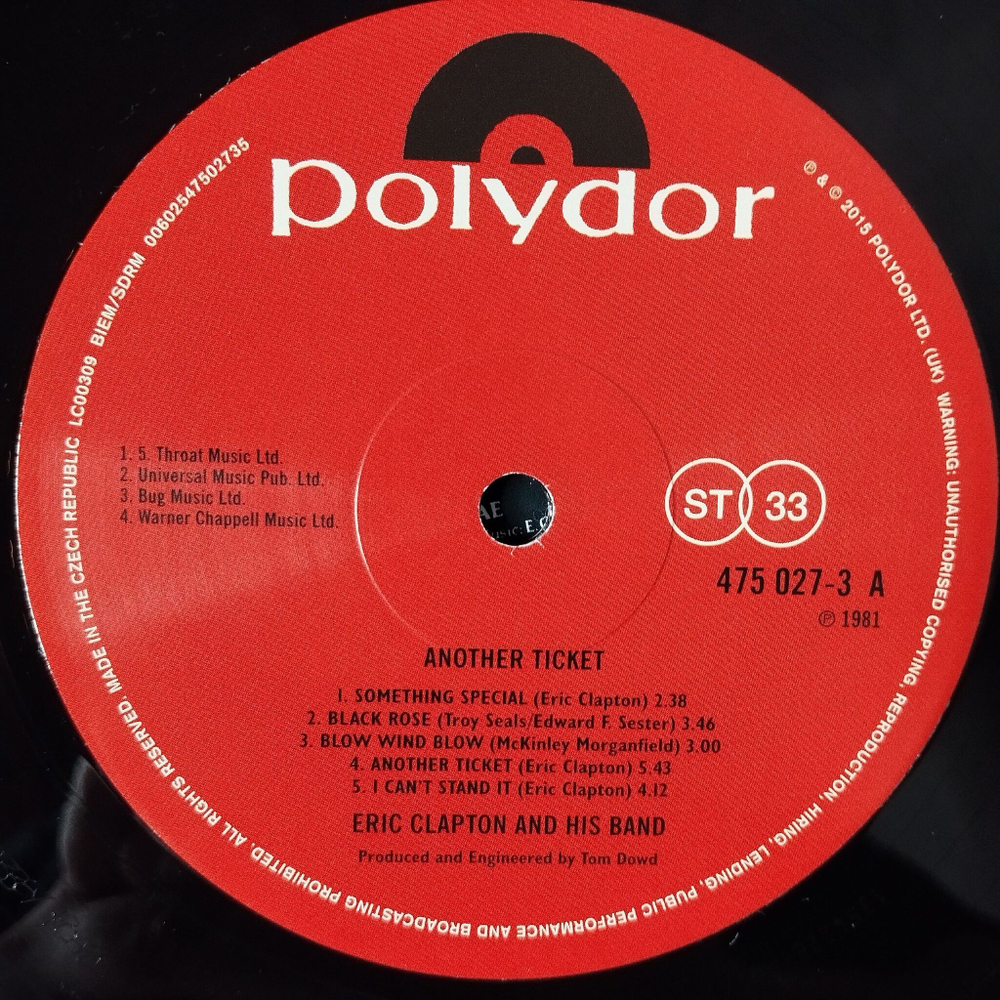 polydor
00602547502735
BIEM/SDRM
LC00309
MADE IN THE CZECH REPUBLIC
℗ & © 2015 POLYDOR LTD. (UK) WARNING: UNAUTHORISED COPYING, REPRODUCTION, HIRING, LENDING, PUBLIC PERFORMANCE AND BROADCASTING PROHIBITED. ALL RIGHTS RESERVED.
1. 5. Throat Music Ltd.
2. Universal Music Pub. Ltd.
3. Bug Music Ltd.
4. Warner Chappell Music Ltd.
ST 33
475 027-3 A
℗ 1981
ANOTHER TICKET
1. SOMETHING SPECIAL (Eric Clapton) 2.38
2. BLACK ROSE (Troy Seals/Edward F. Sester) 3.46
3. BLOW WIND BLOW (McKinley Morganfield) 3.00
4. ANOTHER TICKET (Eric Clapton) 5.43
5. I CAN'T STAND IT (Eric Clapton) 4.12
ERIC CLAPTON AND HIS BAND
Produced and Engineered by Tom Dowd